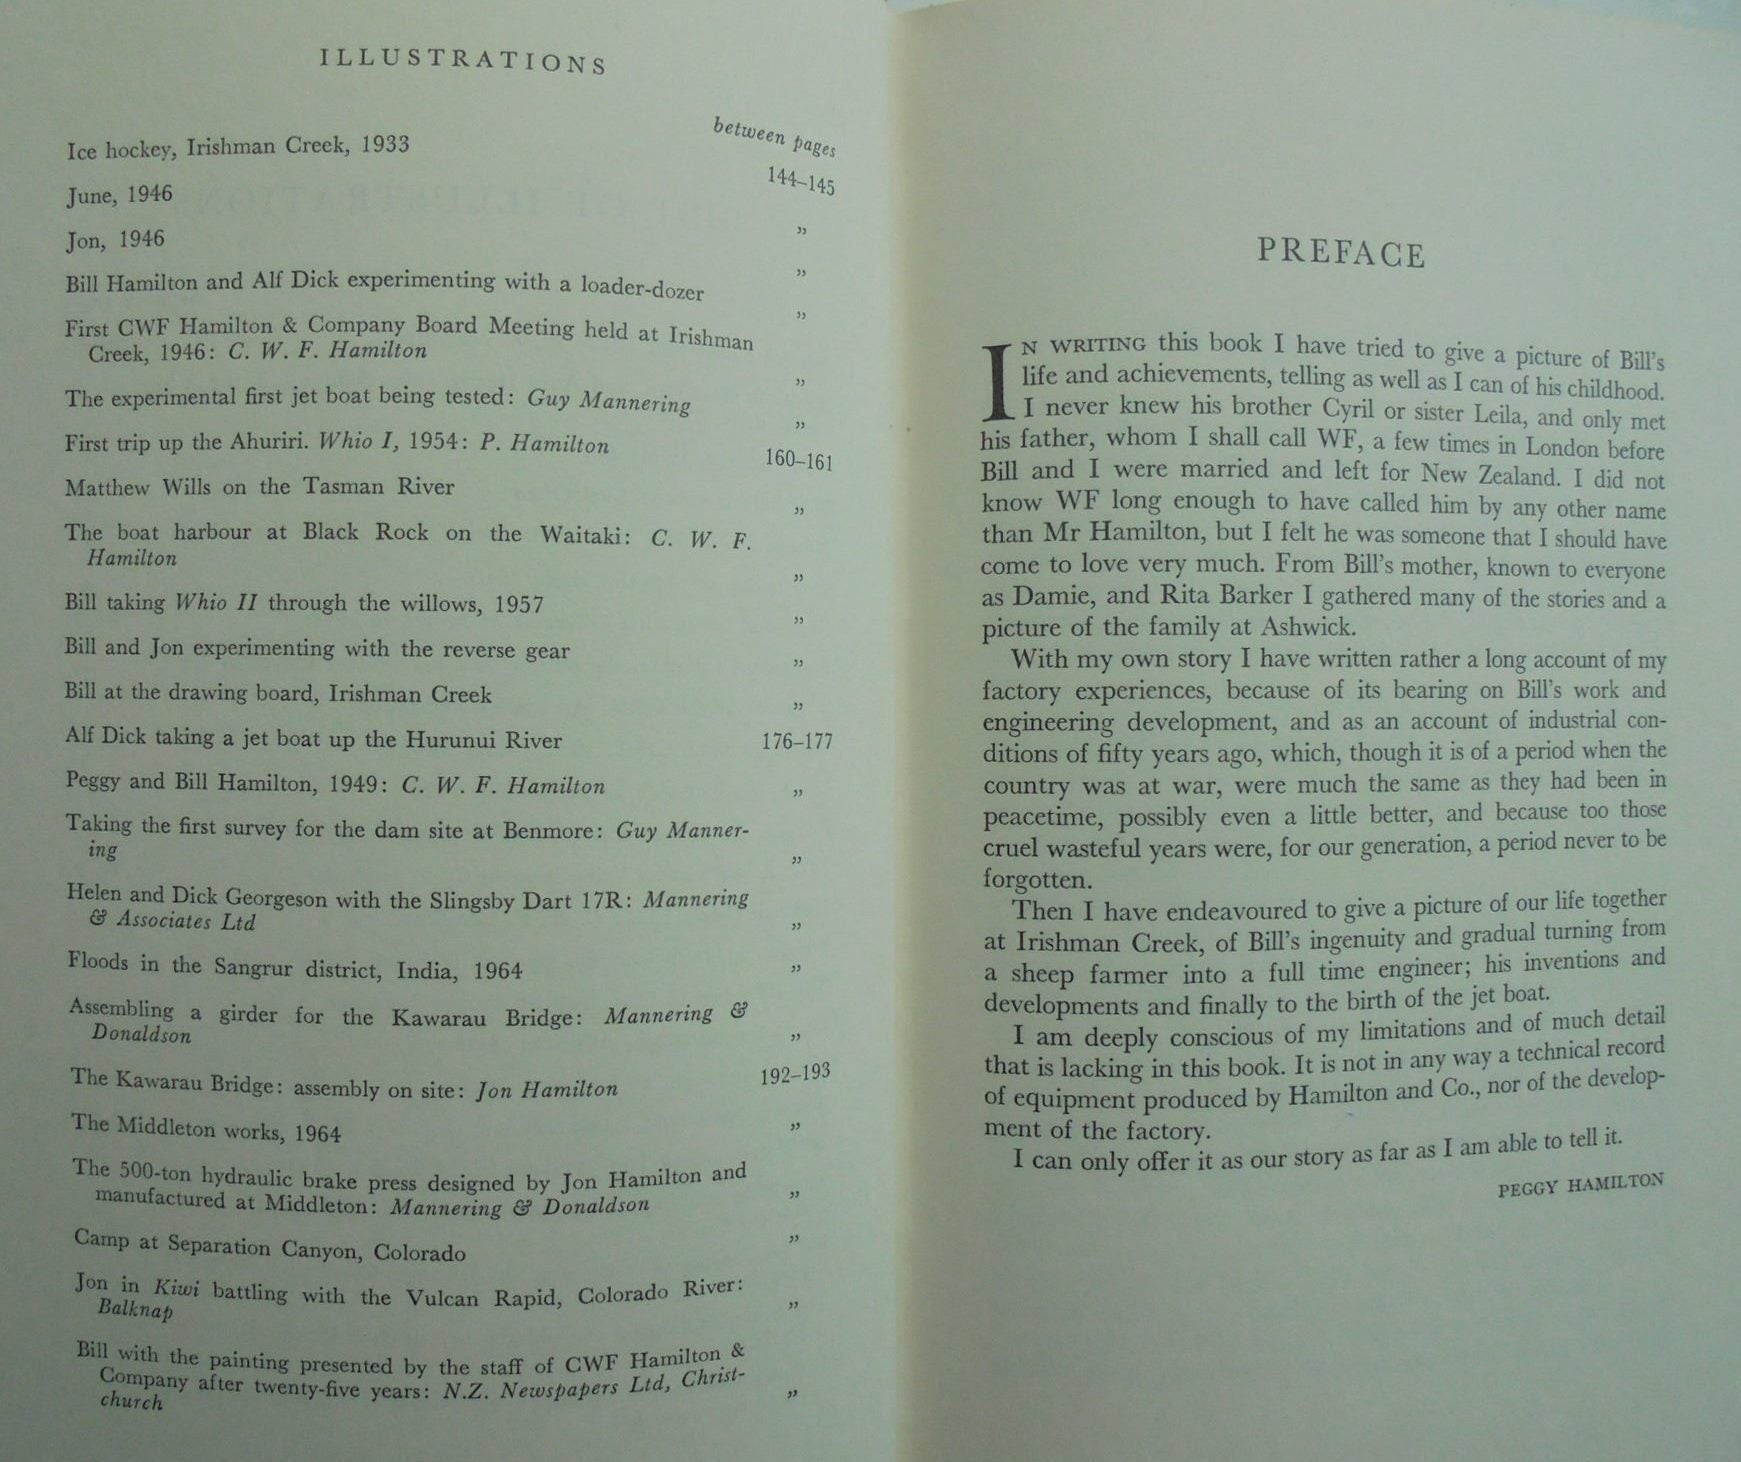 ILLUSTRATIONS
between pages
Ice hockey, Irishman Creek, 1933 144–145
June, 1946 ”
Jon, 1946 ”
Bill Hamilton and Alf Dick experimenting with a loader-dozer ”
First CWF Hamilton & Company Board Meeting held at Irishman
Creek, 1946: C. W. F. Hamilton ”
The experimental first jet boat being tested: Guy Mannering ”
First trip up the Ahuriri. Whio I, 1954: P. Hamilton 160–161
Matthew Wills on the Tasman River ”
The boat harbour at Black Rock on the Waitaki: C. W. F.
Hamilton ”
Bill taking Whio II through the willows, 1957 ”
Bill and Jon experimenting with the reverse gear ”
Bill at the drawing board, Irishman Creek ”
Alf Dick taking a jet boat up the Hurunui River 176–177
Peggy and Bill Hamilton, 1949: C. W. F. Hamilton ”
Taking the first survey for the dam site at Benmore: Guy Manner-
ing ”
Helen and Dick Georgeson with the Slingsby Dart 17R: Mannering
& Associates Ltd ”
Floods in the Sangrur district, India, 1964 ”
Assembling a girder for the Kawarau Bridge: Mannering &
Donaldson ”
The Kawarau Bridge: assembly on site: Jon Hamilton 192–193
The Middleton works, 1964 ”
The 500-ton hydraulic brake press designed by Jon Hamilton and
manufactured at Middleton: Mannering & Donaldson ”
Camp at Separation Canyon, Colorado ”
Jon in Kiwi battling with the Vulcan Rapid, Colorado River:
Balknap ”
Bill with the painting presented by the staff of CWF Hamilton &
Company after twenty-five years: N.Z. Newspapers Ltd, Christ-
church ”
PREFACE
IN WRITING this book I have tried to give a picture of Bill's
life and achievements, telling as well as I can of his childhood.
I never knew his brother Cyril or sister Leila, and only met
his father, whom I shall call WF, a few times in London before
Bill and I were married and left for New Zealand. I did not
know WF long enough to have called him by any other name
than Mr Hamilton, but I felt he was someone that I should have
come to love very much. From Bill's mother, known to everyone
as Damie, and Rita Barker I gathered many of the stories and a
picture of the family at Ashwick.
With my own story I have written rather a long account of my
factory experiences, because of its bearing on Bill's work and
engineering development, and as an account of industrial con-
ditions of fifty years ago, which, though it is of a period when the
country was at war, were much the same as they had been in
peacetime, possibly even a little better, and because too those
cruel wasteful years were, for our generation, a period never to be
forgotten.
Then I have endeavoured to give a picture of our life together
at Irishman Creek, of Bill's ingenuity and gradual turning from
a sheep farmer into a full time engineer; his inventions and
developments and finally to the birth of the jet boat.
I am deeply conscious of my limitations and of much detail
that is lacking in this book. It is not in any way a technical record
of equipment produced by Hamilton and Co., nor of the develop-
ment of the factory.
I can only offer it as our story as far as I am able to tell it.
PEGGY HAMILTON